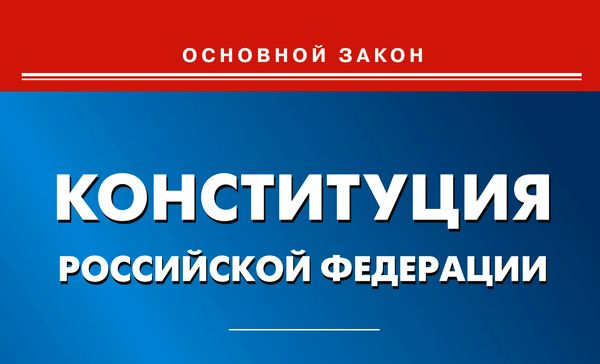 ОСНОВНОЙ ЗАКОН
КОНСТИТУЦИЯ
РОССИЙСКОЙ ФЕДЕРАЦИИ